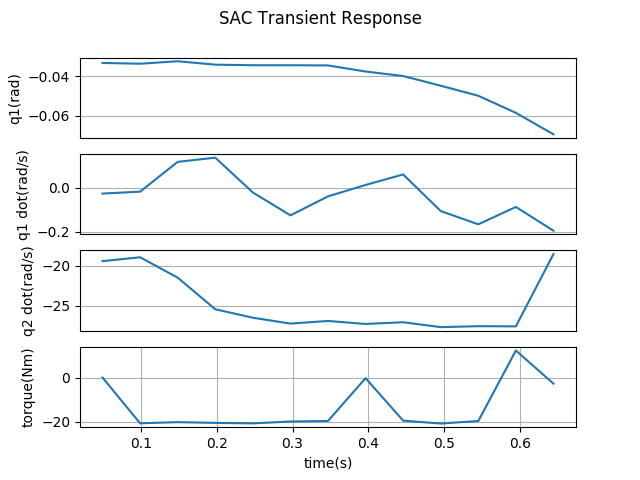 SAC Transient Response
q1(rad)
−0.04
−0.06
q1 dot(rad/s)
0.0
−0.2
q2 dot(rad/s)
−20
−25
torque(Nm)
0
−20
0.1 0.2 0.3 0.4 0.5 0.6
time(s)